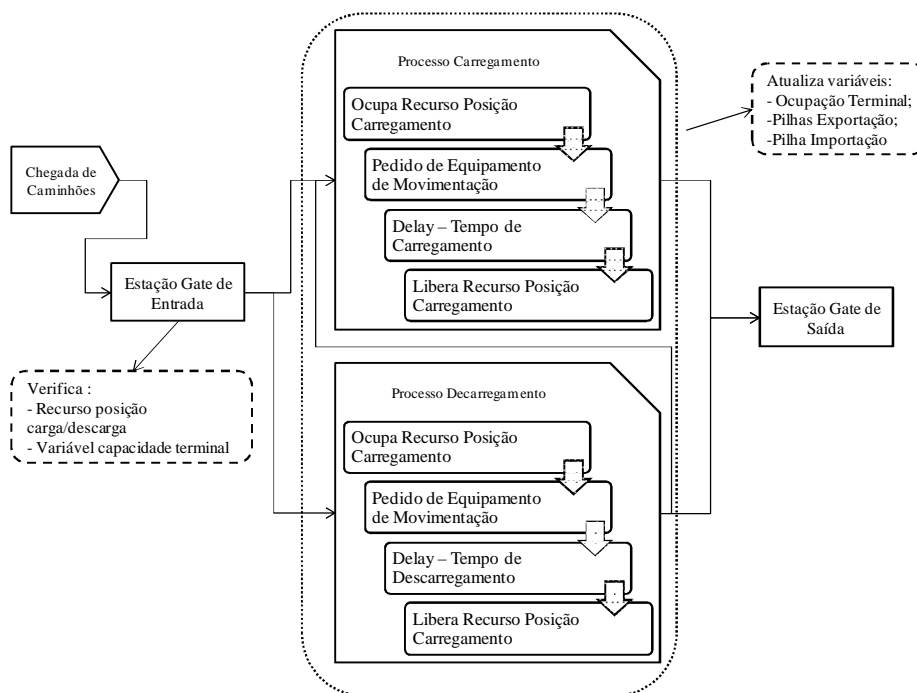 Chegada de
Caminhões
Estação Gate de
Entrada
Verifica :
- Recurso posição
carga/descarga
- Variável capacidade terminal
Processo Carregamento
Ocupa Recurso Posição
Carregamento
Pedido de Equipamento
de Movimentação
Delay – Tempo de
Carregamento
Libera Recurso Posição
Carregamento
Processo Decarregamento
Ocupa Recurso Posição
Carregamento
Pedido de Equipamento
de Movimentação
Delay – Tempo de
Descarregamento
Libera Recurso Posição
Carregamento
Atualiza variáveis:
- Ocupação Terminal;
-Pilhas Exportação;
-Pilha Importação
Estação Gate de
Saída